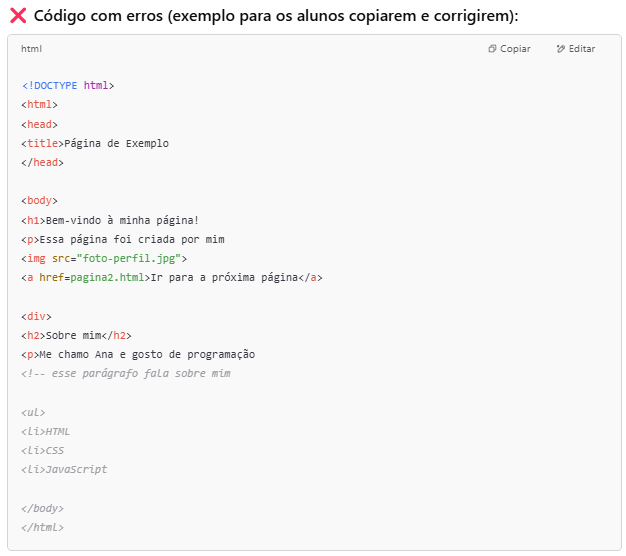 ❌ Código com erros (exemplo para os alunos copiarem e corrigirem):
html Copiar Editar
<!DOCTYPE html>
<html>
<head>
<title>Página de Exemplo
</head>
<body>
<h1>Bem-vindo à minha página!
<p>Essa página foi criada por mim
<img src="foto-perfil.jpg">
<a href=pagina2.html>Ir para a próxima página</a>
<div>
<h2>Sobre mim</h2>
<p>Me chamo Ana e gosto de programação
<!-- esse parágrafo fala sobre mim
<ul>
<li>HTML
<li>CSS
<li>JavaScript
</body>
</html>